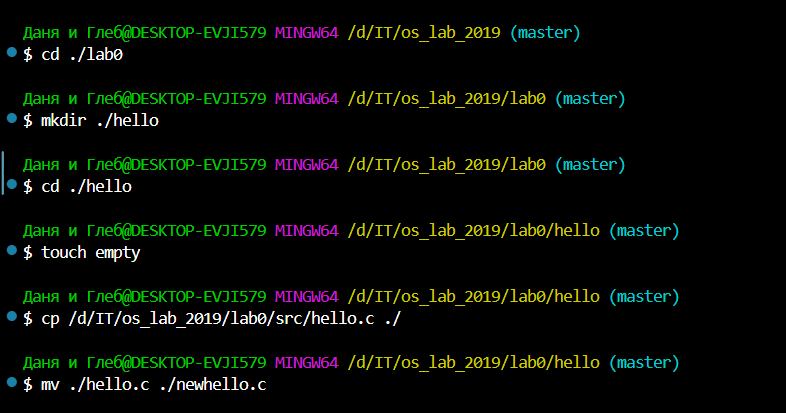 Даня и Глеб@DESKTOP-EVJI579 MINGW64 /d/IT/os_lab_2019 (master)
$ cd ./lab0
Даня и Глеб@DESKTOP-EVJI579 MINGW64 /d/IT/os_lab_2019/lab0 (master)
$ mkdir ./hello
Даня и Глеб@DESKTOP-EVJI579 MINGW64 /d/IT/os_lab_2019/lab0 (master)
$ cd ./hello
Даня и Глеб@DESKTOP-EVJI579 MINGW64 /d/IT/os_lab_2019/lab0/hello (master)
$ touch empty
Даня и Глеб@DESKTOP-EVJI579 MINGW64 /d/IT/os_lab_2019/lab0/hello (master)
$ cp /d/IT/os_lab_2019/lab0/src/hello.c ./
Даня и Глеб@DESKTOP-EVJI579 MINGW64 /d/IT/os_lab_2019/lab0/hello (master)
$ mv ./hello.c ./newhello.c